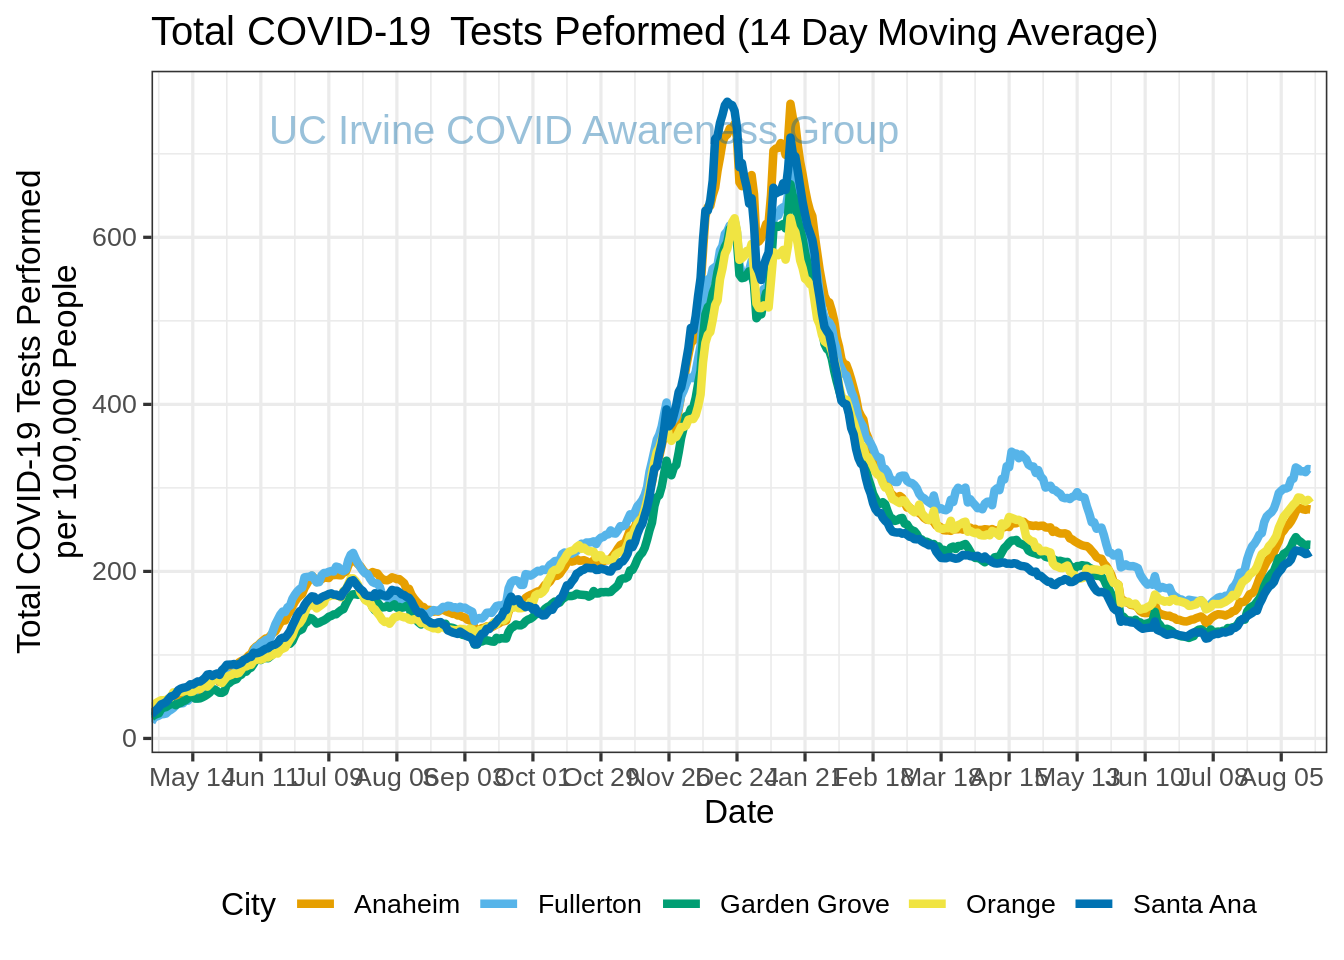 Total COVID-19 Tests Peformed (14 Day Moving Average)
UC Irvine COVID Awareness Group
Total COVID-19 Tests Performed
per 100,000 People
600
400
200
0
May 14 Jun 11 Jul 09 Aug 06 Sep 03 Oct 01 Oct 29 Nov 26 Dec 24 Jan 21 Feb 18 Mar 18 Apr 15 May 13 Jun 10 Jul 08 Aug 05
Date
City Anaheim Fullerton Garden Grove Orange Santa Ana